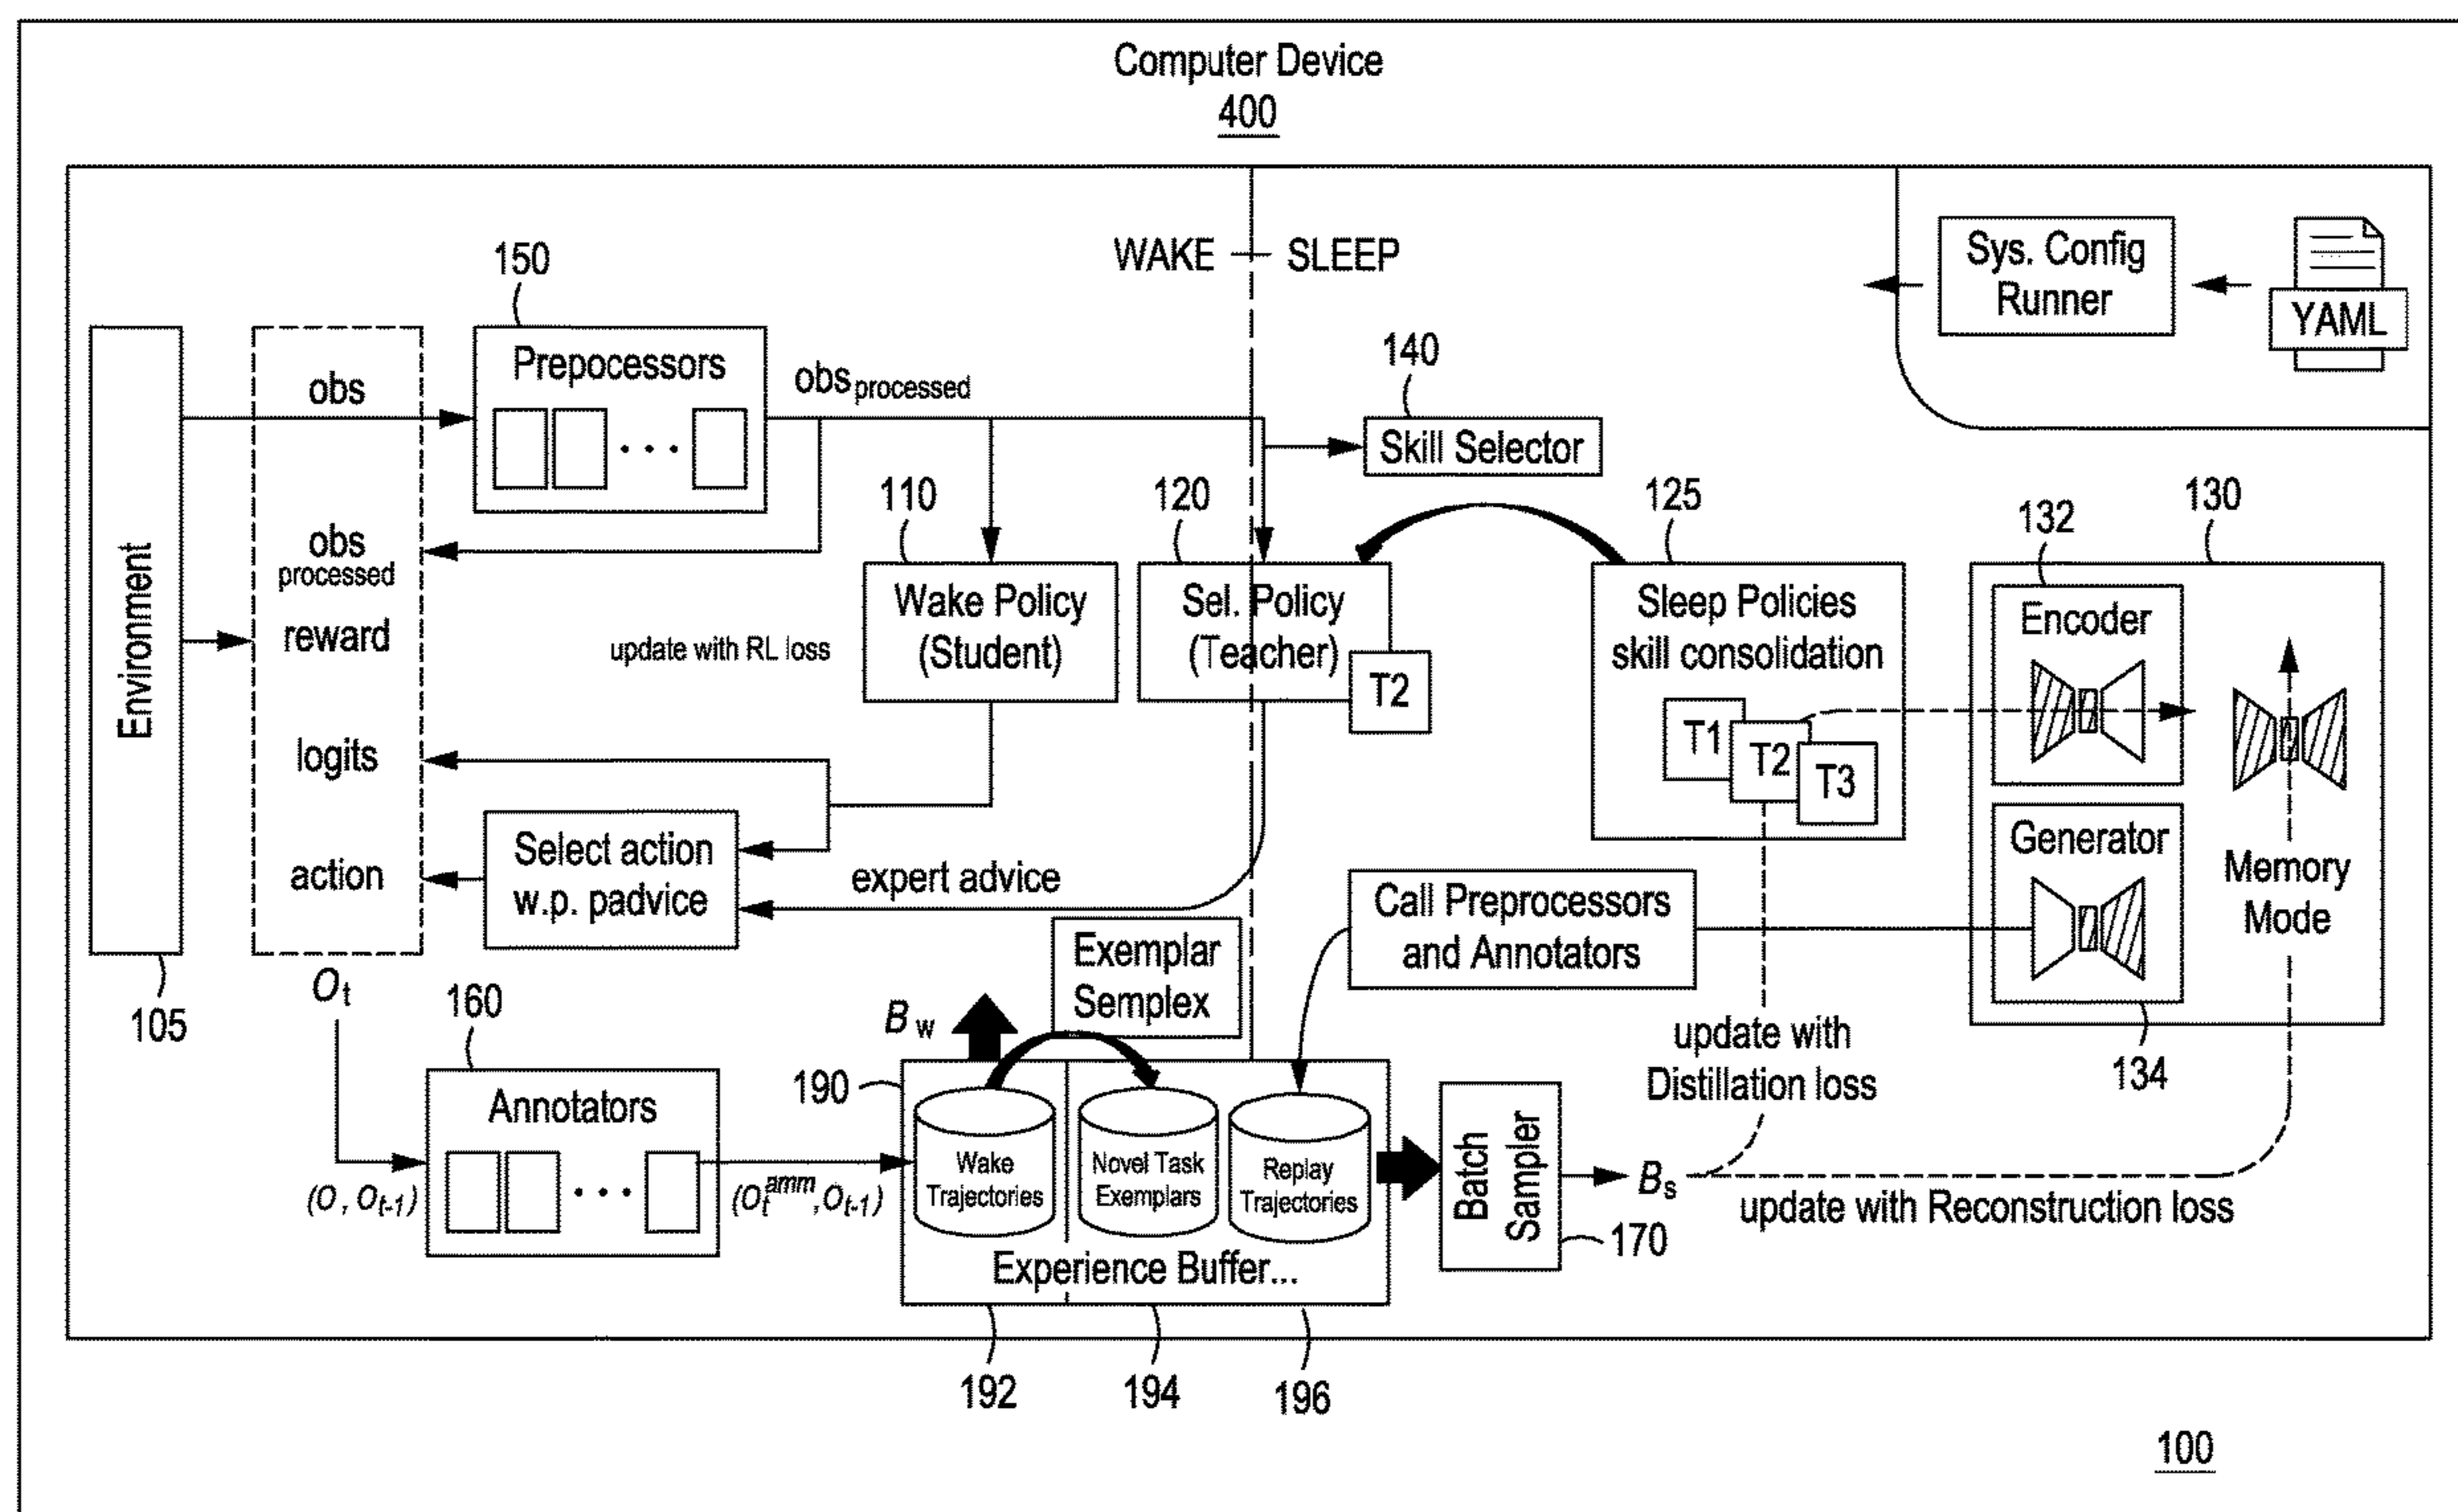 Computer Device
400
WAKE
SLEEP
Sys. Config
Runner
YAML
150
Prepocessors
obs
obs processed
140
Skill Selector
Environment
105
obs
processed
reward
logits
action
110
Wake Policy
(Student)
update with RL loss
120
Sel. Policy
(Teacher)
T2
125
Sleep Policies
skill consolidation
T1
T2
T3
130
132
Encoder
Generator
134
Memory
Mode
Select action
w.p. padvice
expert advice
Call Preprocessors
and Annotators
Exemplar
Semplex
Ot
160
Annotators
(O, Ot-1)
(Ot^amm, Ot-1)
Bw
190
Wake
Trajectories
Novel Task
Exemplars
Replay
Trajectories
Experience Buffer...
192
194
196
Batch
Sampler
170
Bs
update with
Distillation loss
update with Reconstruction loss
100